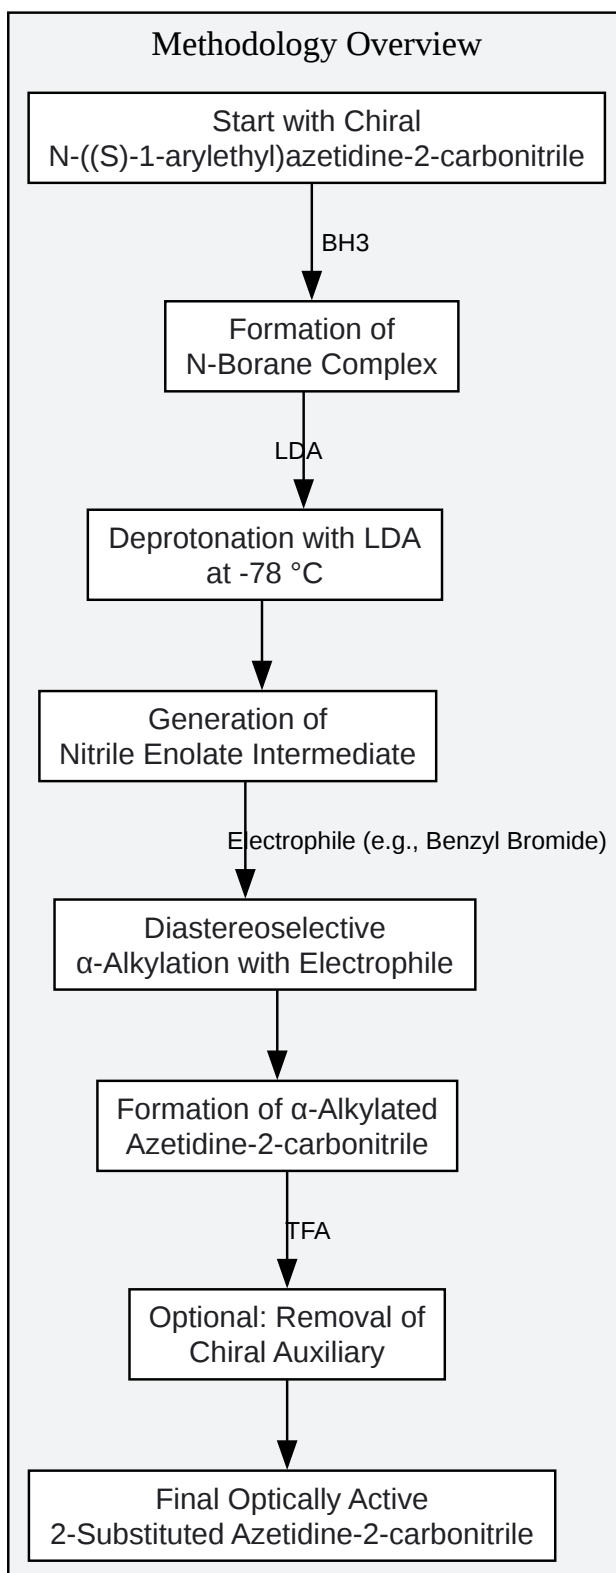 Methodology Overview
Start with Chiral
N-((S)-1-arylethyl)azetidine-2-carbonitrile
BH3
Formation of
N-Borane Complex
LDA
Deprotonation with LDA
at -78 °C
Generation of
Nitrile Enolate Intermediate
Electrophile (e.g., Benzyl Bromide)
Diastereoselective
α-Alkylation with Electrophile
Formation of α-Alkylated
Azetidine-2-carbonitrile
TFA
Optional: Removal of
Chiral Auxiliary
Final Optically Active
2-Substituted Azetidine-2-carbonitrile